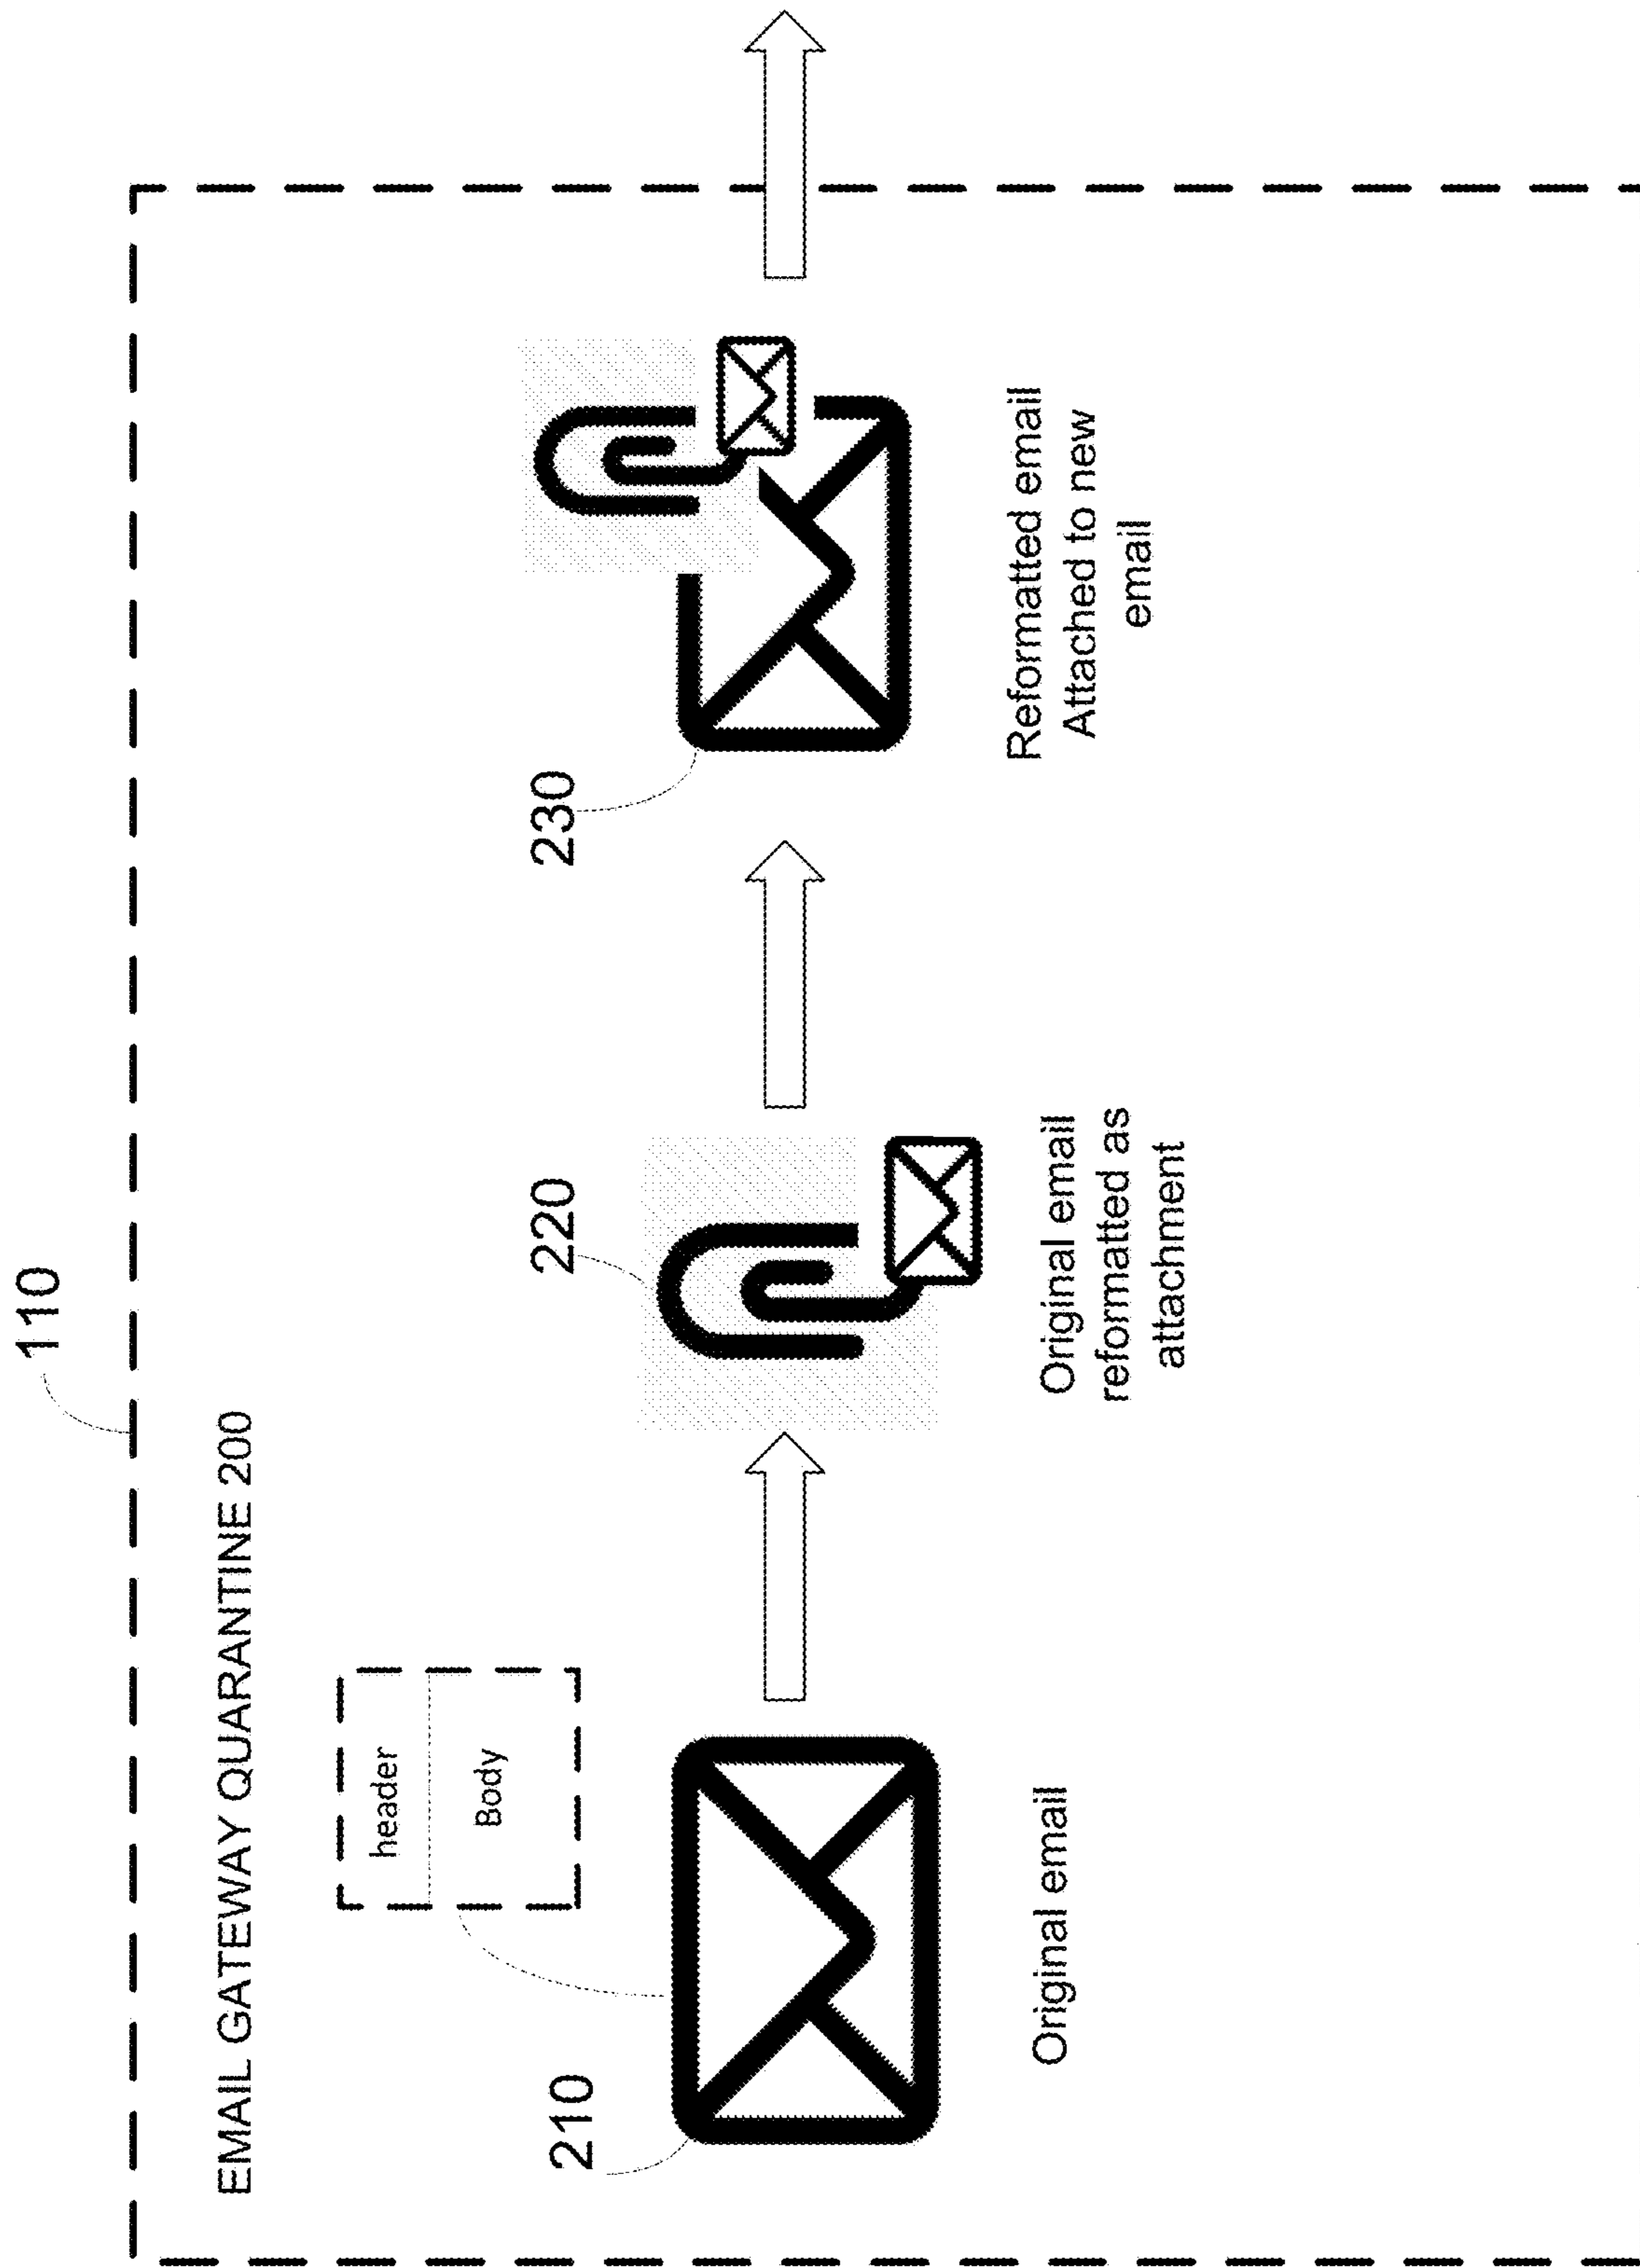 110
EMAIL GATEWAY QUARANTINE 200
header
Body
210
Original email
220
Original email
reformatted as
attachment
230
Reformatted email
Attached to new
email